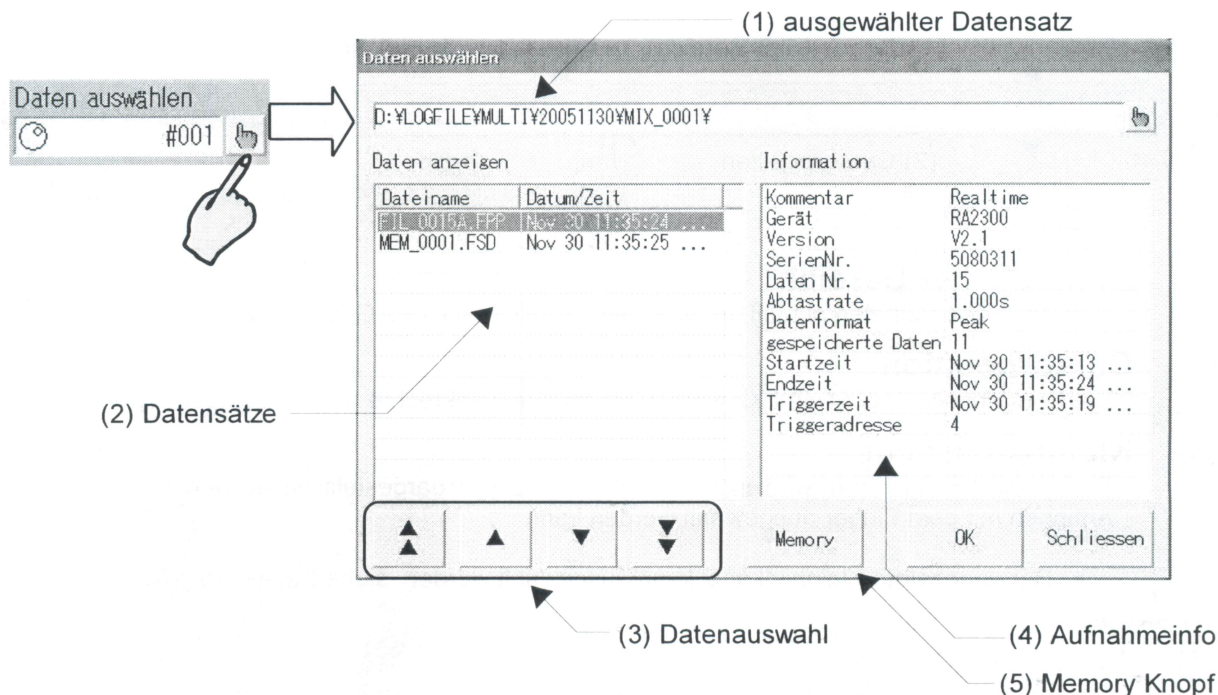 (1) ausgewählter Datensatz
Daten auswählen
Daten auswählen
#001
D:¥LOGFILE¥MULTI¥20051130¥MIX_0001¥
Daten anzeigen
Information
Dateiname Datum/Zeit
FIL_0015A.FPP Nov 30 11:35:24 ...
MEM_0001.FSD Nov 30 11:35:25 ...
Kommentar Realtime
Gerät RA2300
Version V2.1
SerienNr. 5080311
Daten Nr. 15
Abtastrate 1.000s
Datenformat Peak
gespeicherte Daten 11
Startzeit Nov 30 11:35:13 ...
Endzeit Nov 30 11:35:24 ...
Triggerzeit Nov 30 11:35:19 ...
Triggeradresse 4
(2) Datensätze
Memory OK Schliessen
(3) Datenauswahl
(4) Aufnahmeinfo
(5) Memory Knopf